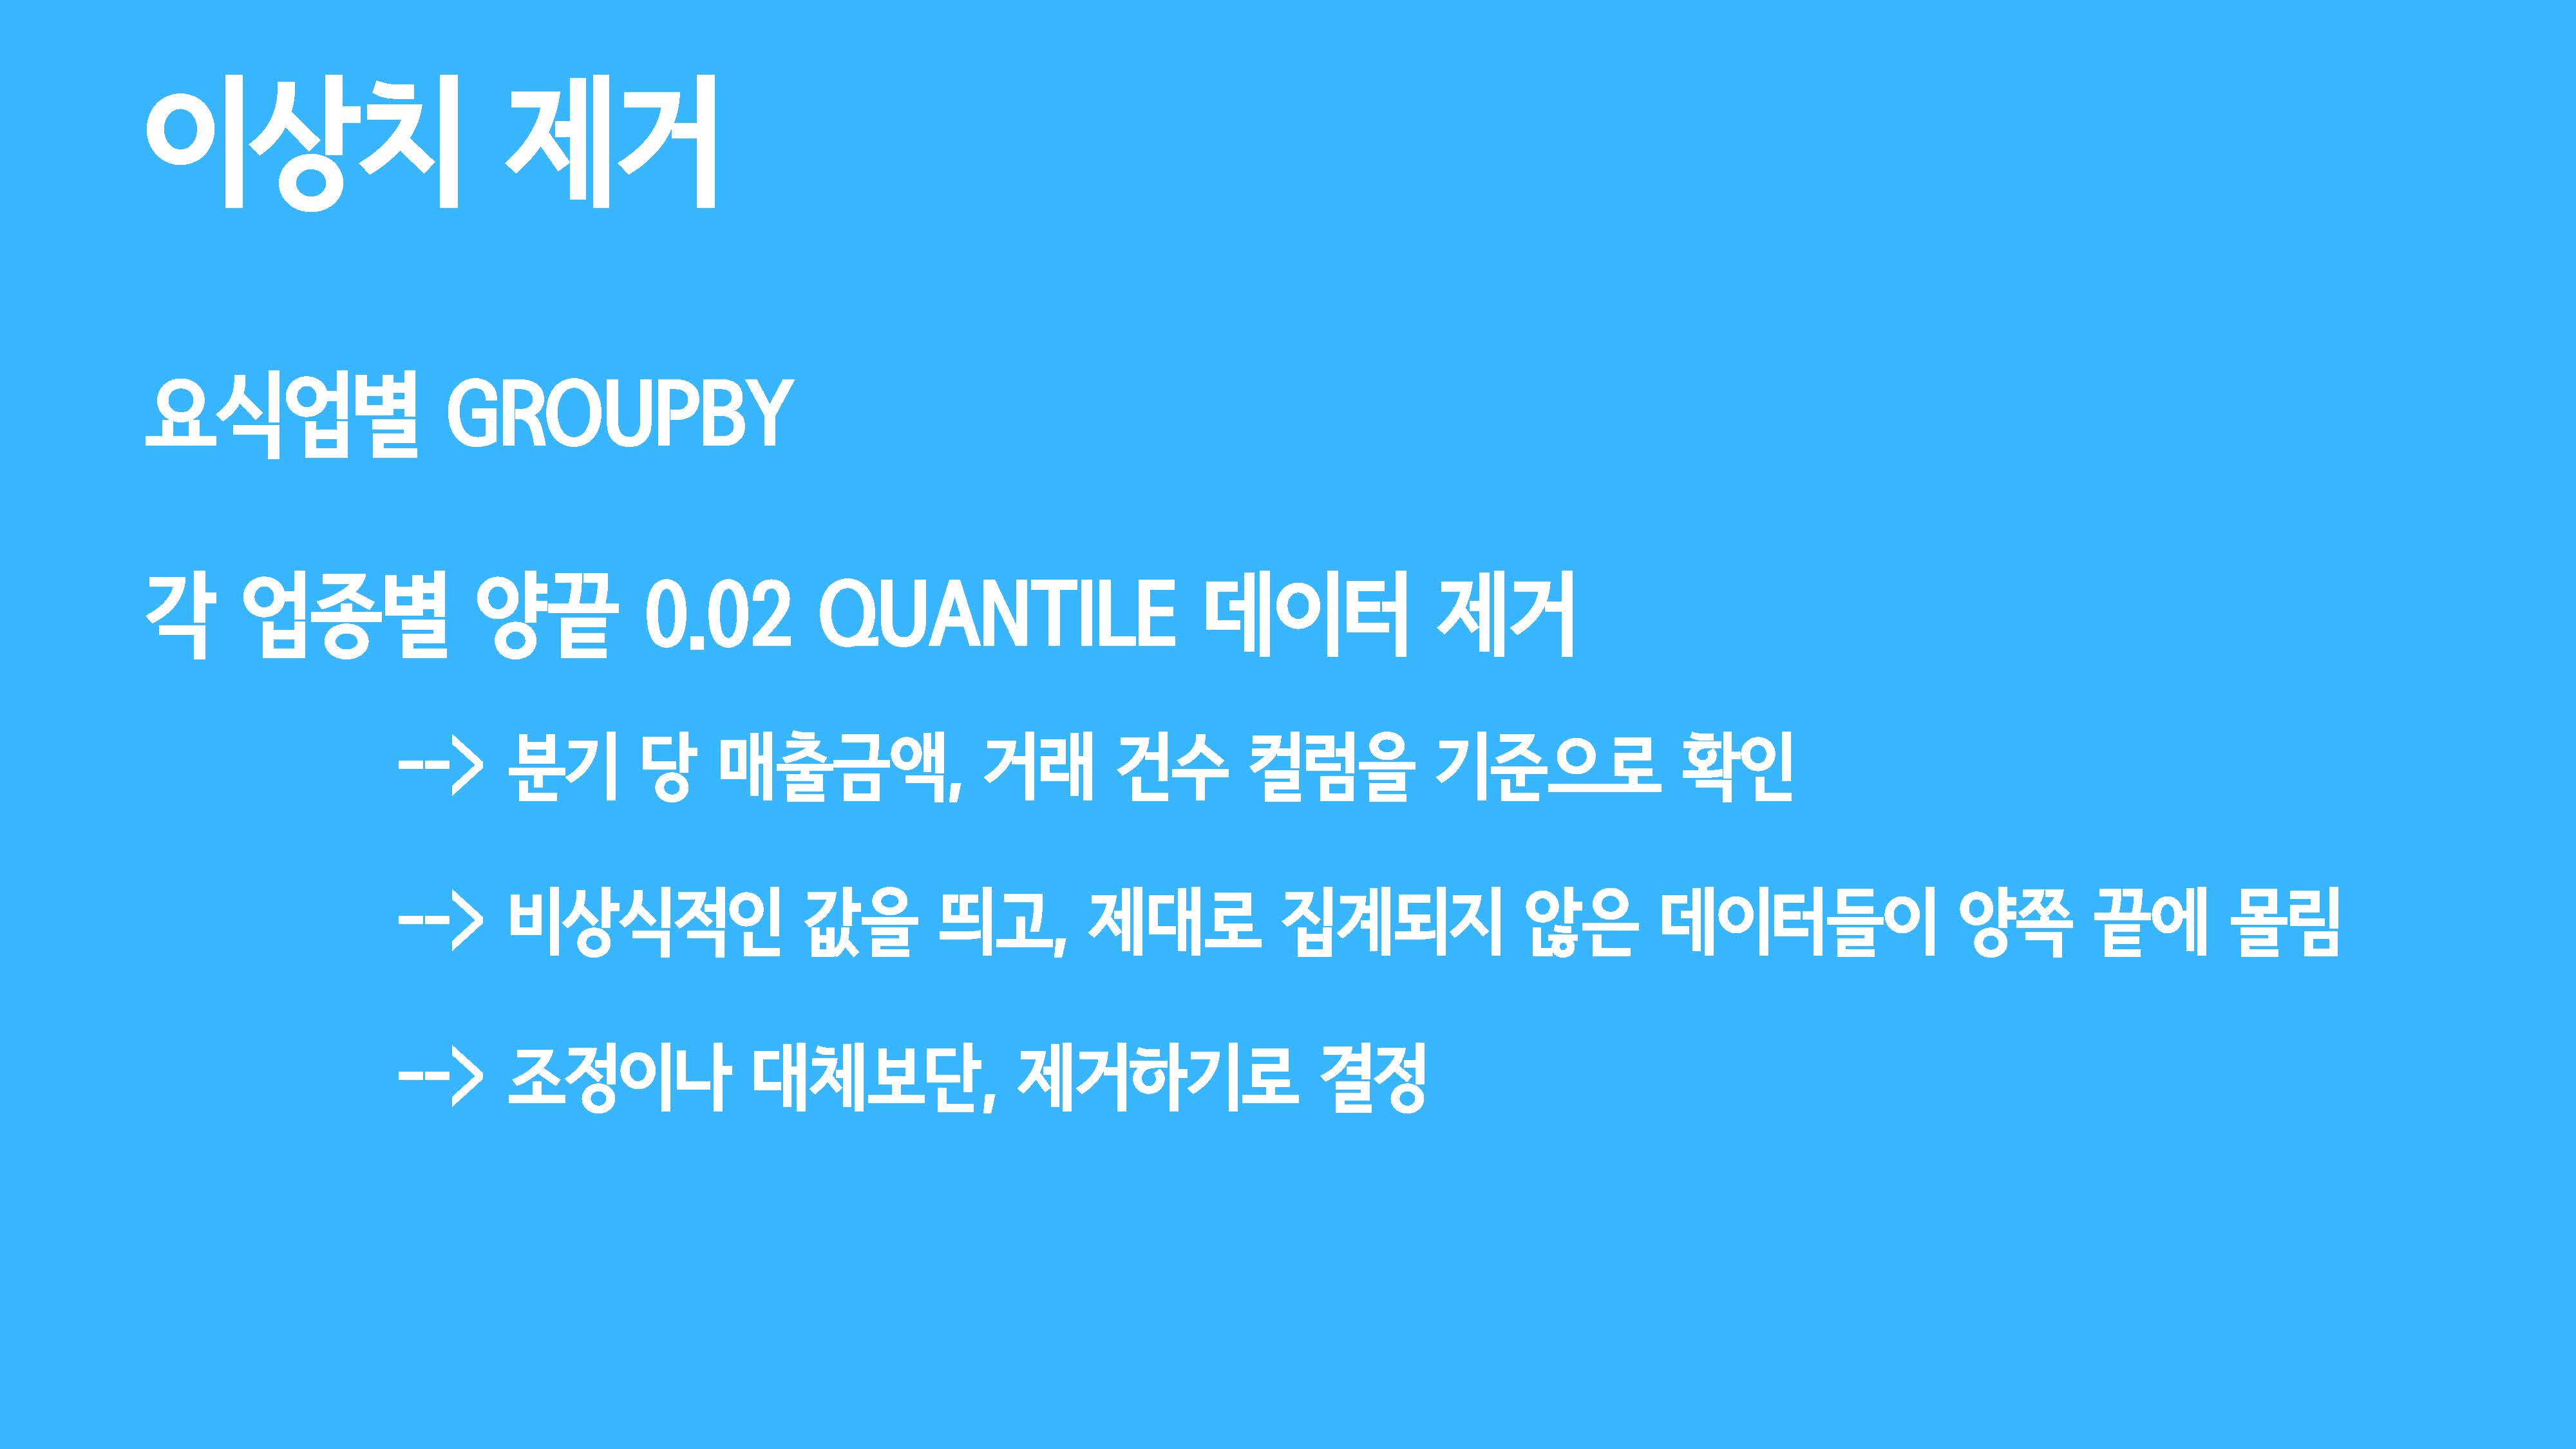 이상치 제거
요식업별 GROUPBY
각 업종별 양끝 0.02 QUANTILE 데이터 제거
--> 분기 당 매출금액, 거래 건수 컬럼을 기준으로 확인
--> 비상식적인 값을 띄고, 제대로 집계되지 않은 데이터들이 양쪽 끝에 몰림
--> 조정이나 대체보단, 제거하기로 결정